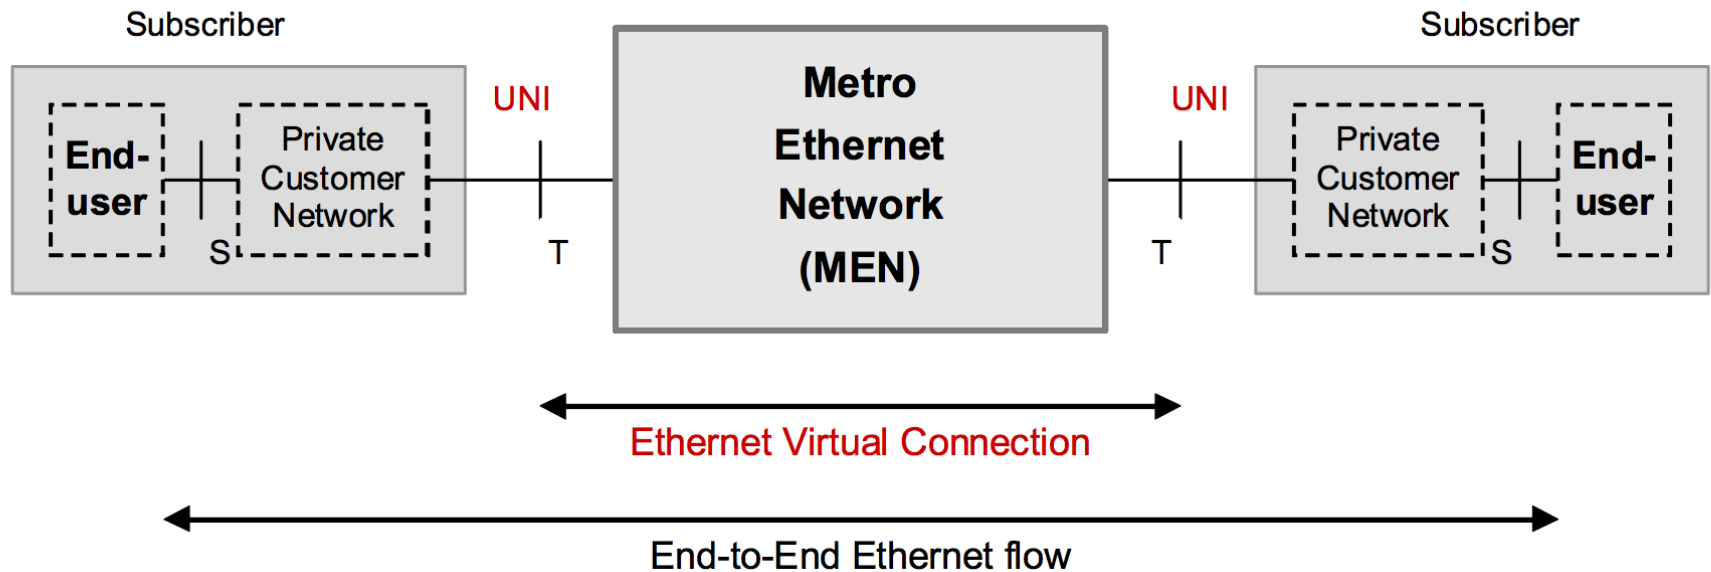 Subscriber
Subscriber
UNI
UNI
End-
user
S
Private
Customer
Network
T
Metro
Ethernet
Network
(MEN)
T
Private
Customer
Network
S
End-
user
Ethernet Virtual Connection
End-to-End Ethernet flow